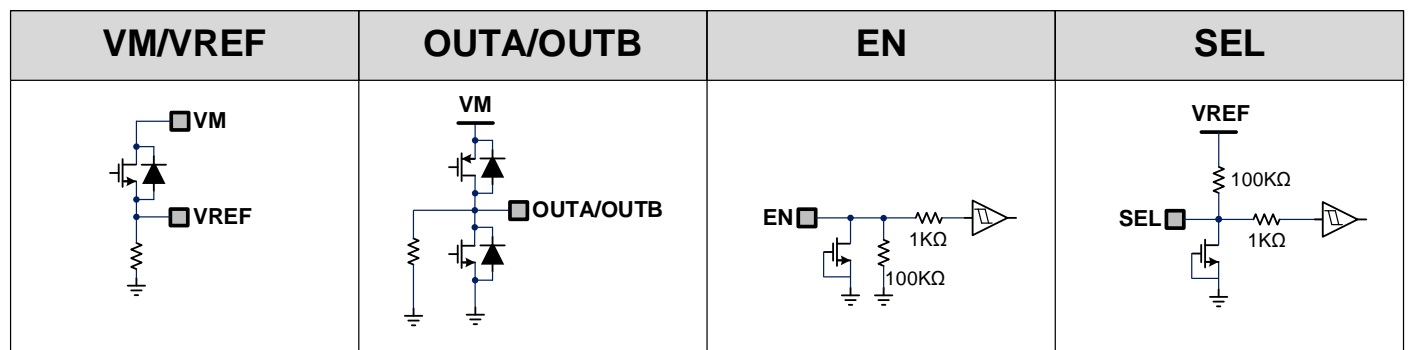 VM/VREF
OUTA/OUTB
EN
SEL
VM
VREF
VM
OUTA/OUTB
EN
1KΩ
100KΩ
VREF
100KΩ
SEL
1KΩ